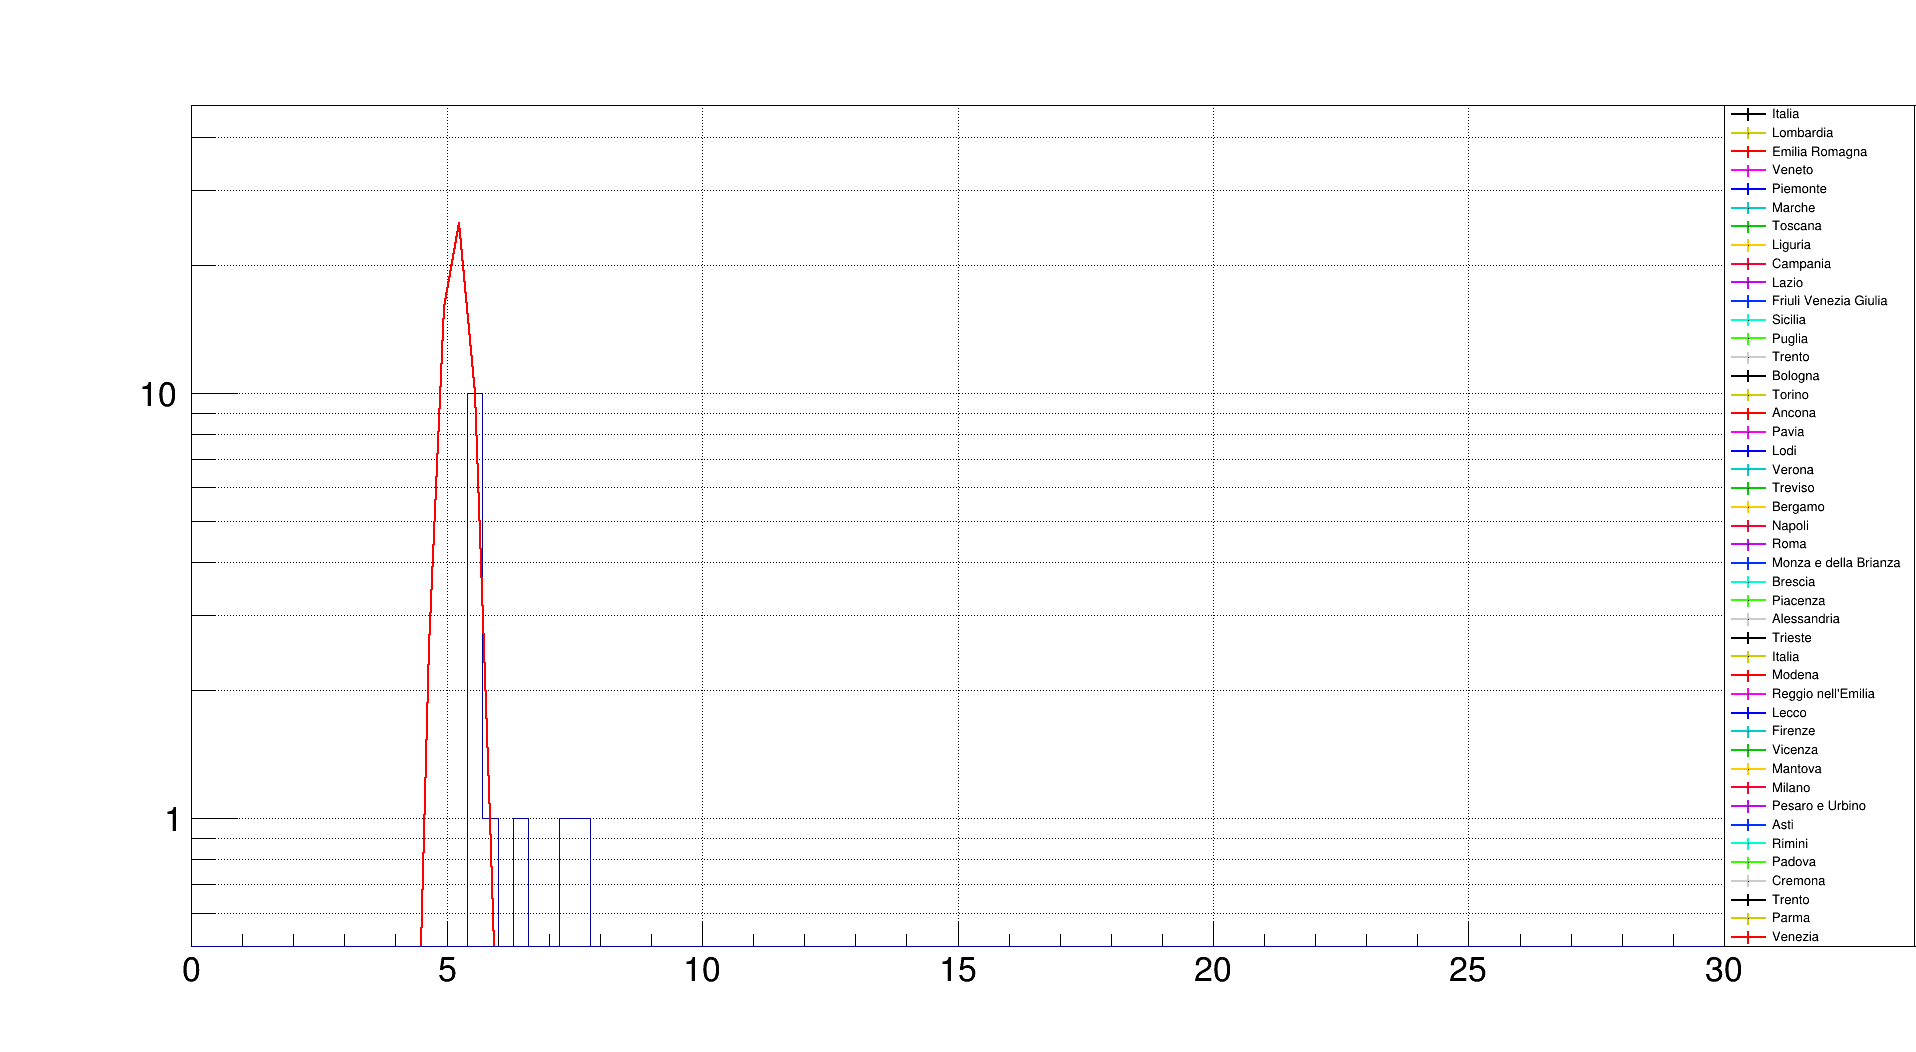 10
1
0 5 10 15 20 25 30
Italia
Lombardia
Emilia Romagna
Veneto
Piemonte
Marche
Toscana
Liguria
Campania
Lazio
Friuli Venezia Giulia
Sicilia
Puglia
Trento
Bologna
Torino
Ancona
Pavia
Lodi
Verona
Treviso
Bergamo
Napoli
Roma
Monza e della Brianza
Brescia
Piacenza
Alessandria
Trieste
Italia
Modena
Reggio nell'Emilia
Lecco
Firenze
Vicenza
Mantova
Milano
Pesaro e Urbino
Asti
Rimini
Padova
Cremona
Trento
Parma
Venezia